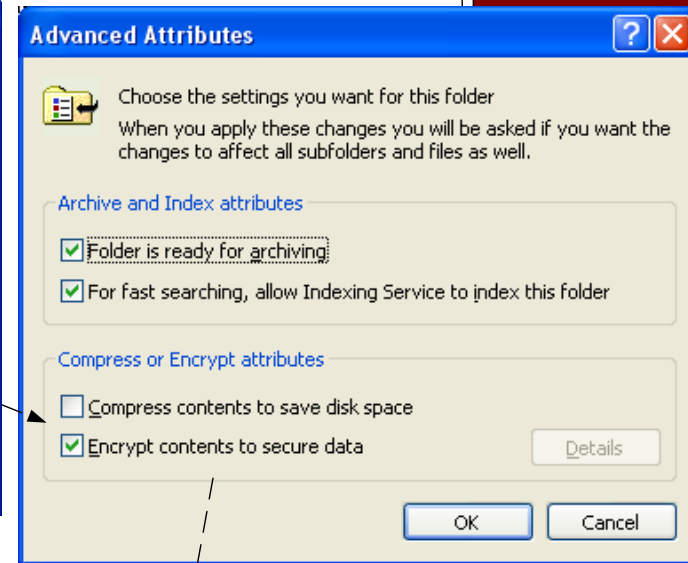 Advanced Attributes
Choose the settings you want for this folder
When you apply these changes you will be asked if you want the
changes to affect all subfolders and files as well.
Archive and Index attributes
Folder is ready for archiving
For fast searching, allow Indexing Service to index this folder
Compress or Encrypt attributes
Compress contents to save disk space
Encrypt contents to secure data
Details
OK Cancel